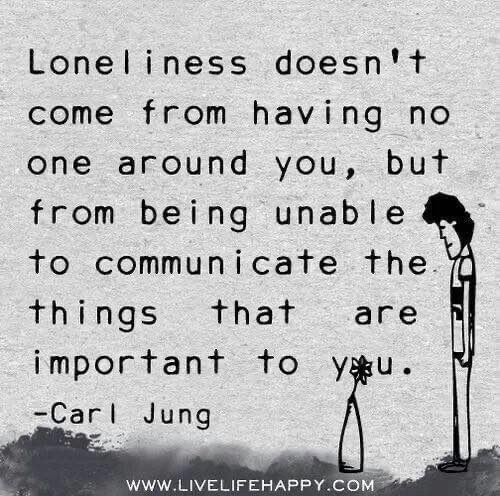 Loneliness doesn't
come from having no
one around you, but
from being unable
to communicate the
things that are
important to you.
-Carl Jung
WWW.LIVELIFEHAPPY.COM